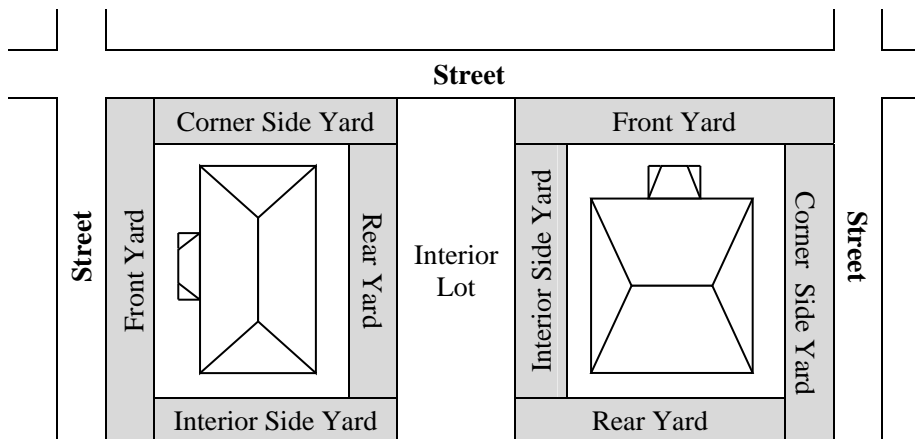 Street
Corner Side Yard
Front Yard
Street
Front Yard
Rear Yard
Interior
Lot
Interior Side Yard
Corner Side Yard
Street
Interior Side Yard
Rear Yard